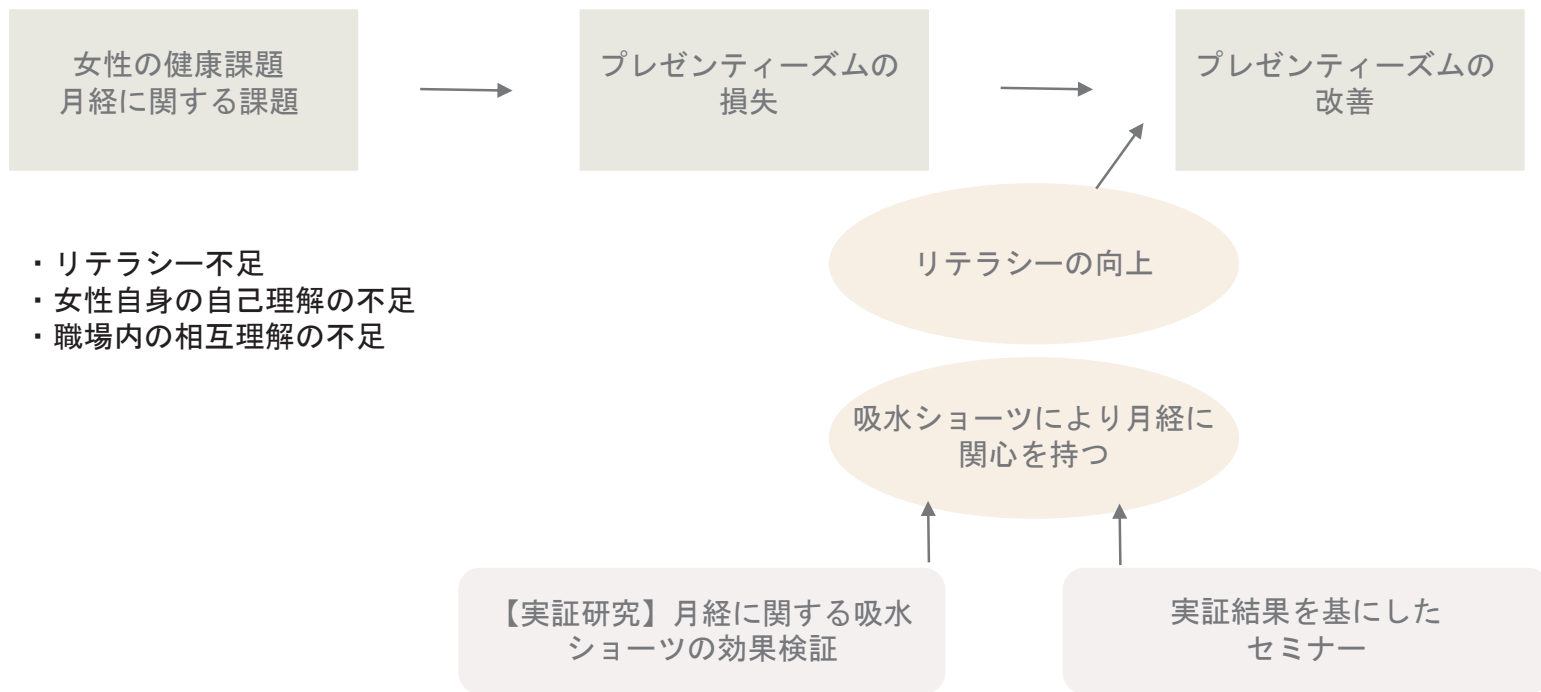 女性の健康課題
月経に関する課題
プレゼンティーズムの
損失
プレゼンティーズムの
改善
・リテラシー不足
・女性自身の自己理解の不足
・職場内の相互理解の不足
リテラシーの向上
吸水ショーツにより月経に
関心を持つ
【実証研究】月経に関する吸水
ショーツの効果検証
実証結果を基にした
セミナー